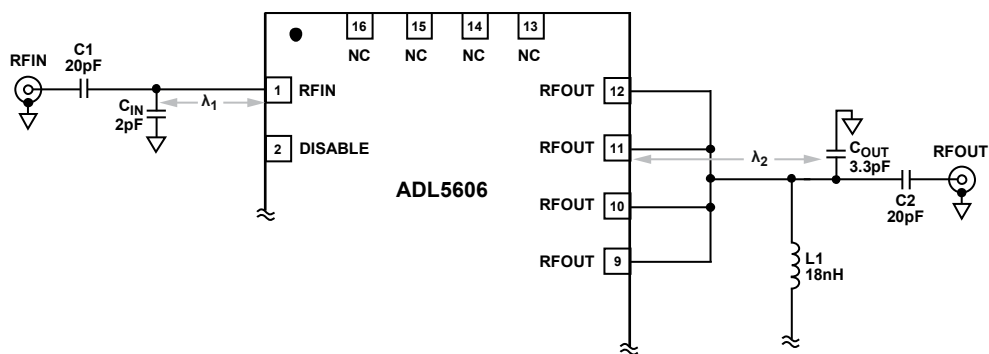 16
15
14
13
NC
NC
NC
NC
RFIN
C1
20pF
1
RFIN
C_IN
2pF
λ1
2
DISABLE
ADL5606
RFOUT
12
RFOUT
11
RFOUT
10
RFOUT
9
λ2
C_OUT
3.3pF
RFOUT
C2
20pF
L1
18nH